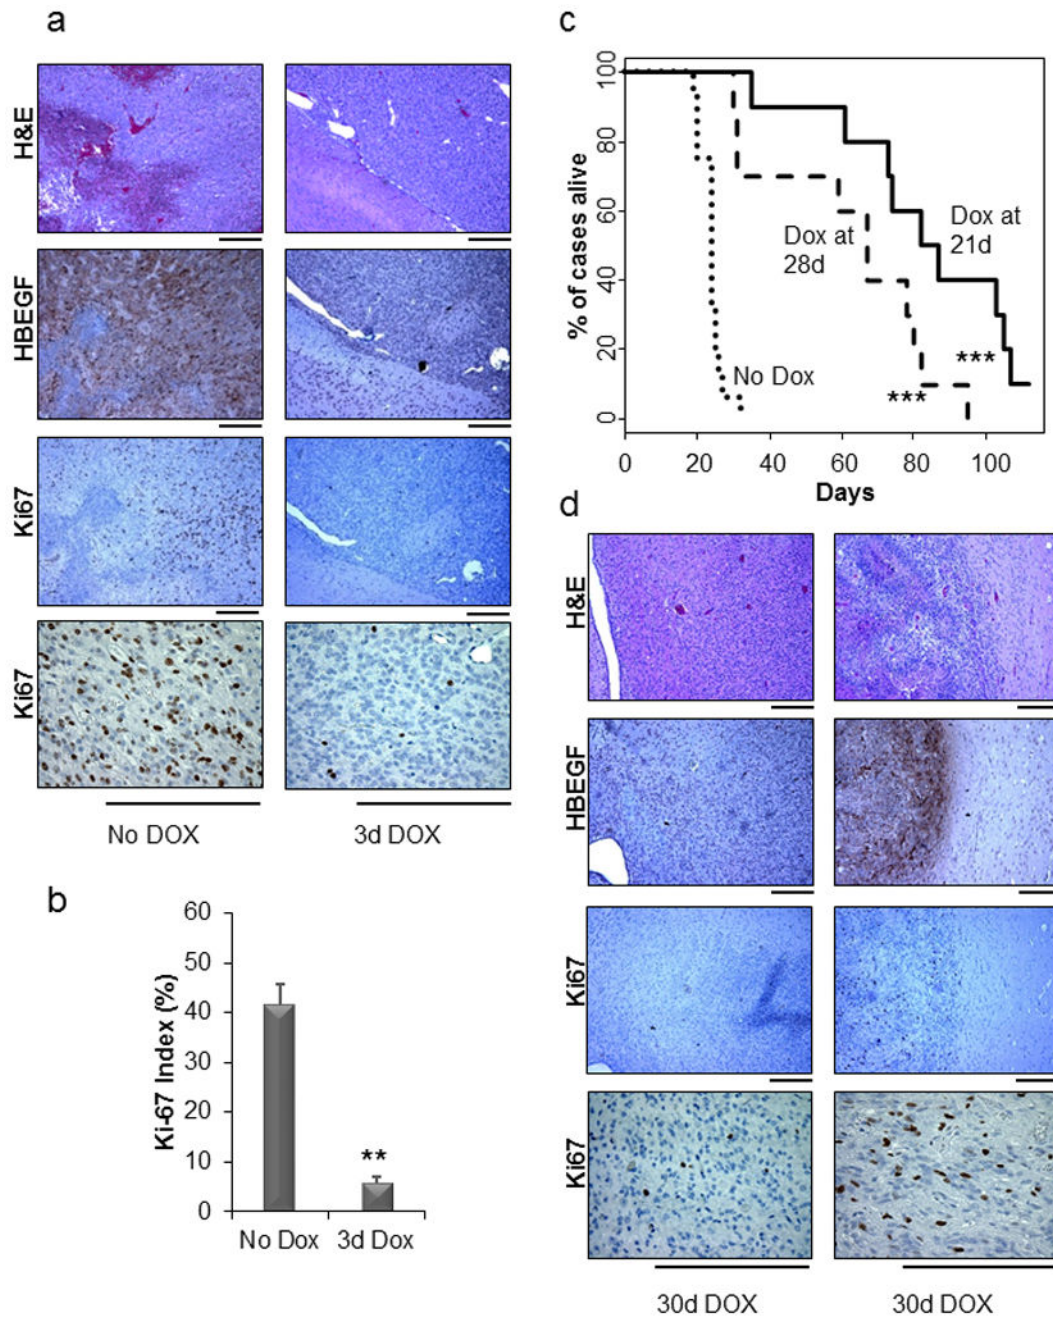 a
H&E
HBEGF
Ki67
Ki67
No DOX
3d DOX
b
Ki-67 Index (%)
60
50
40
30
20
10
0
**
No Dox
3d Dox
c
% of cases alive
100
80
60
40
20
0
Dox at
28d
Dox at
21d
No Dox
***
***
0
20
40
60
80
100
Days
d
H&E
HBEGF
Ki67
Ki67
30d DOX
30d DOX